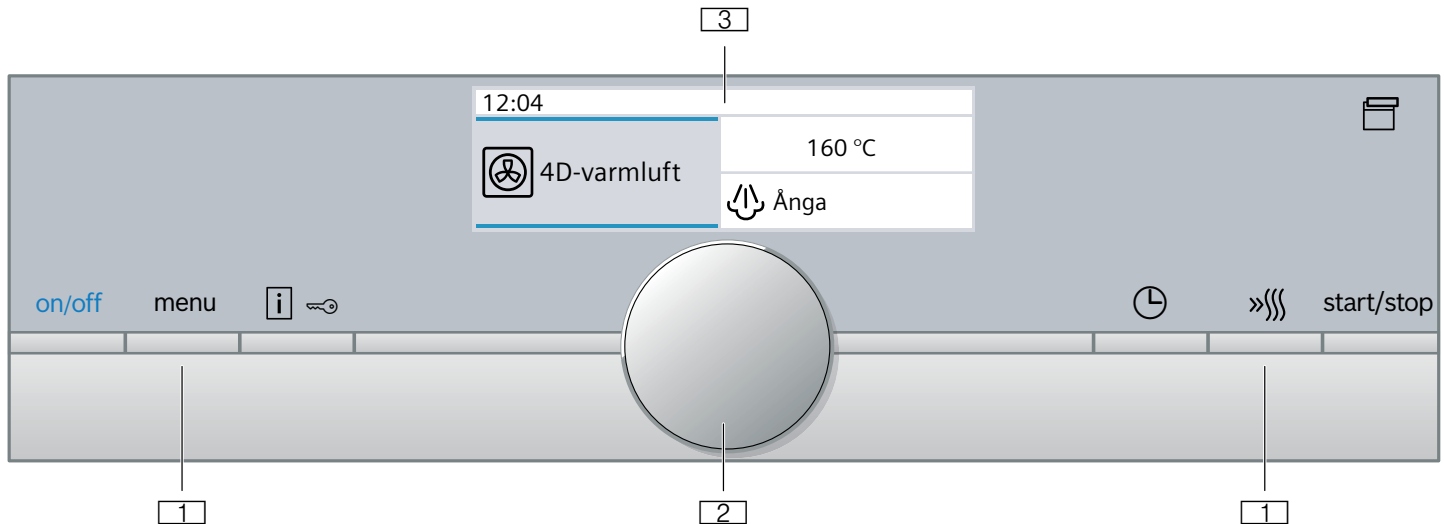 3
12:04
4D-varmluft
160 °C
Ånga
on/off menu i start/stop
1 2 1